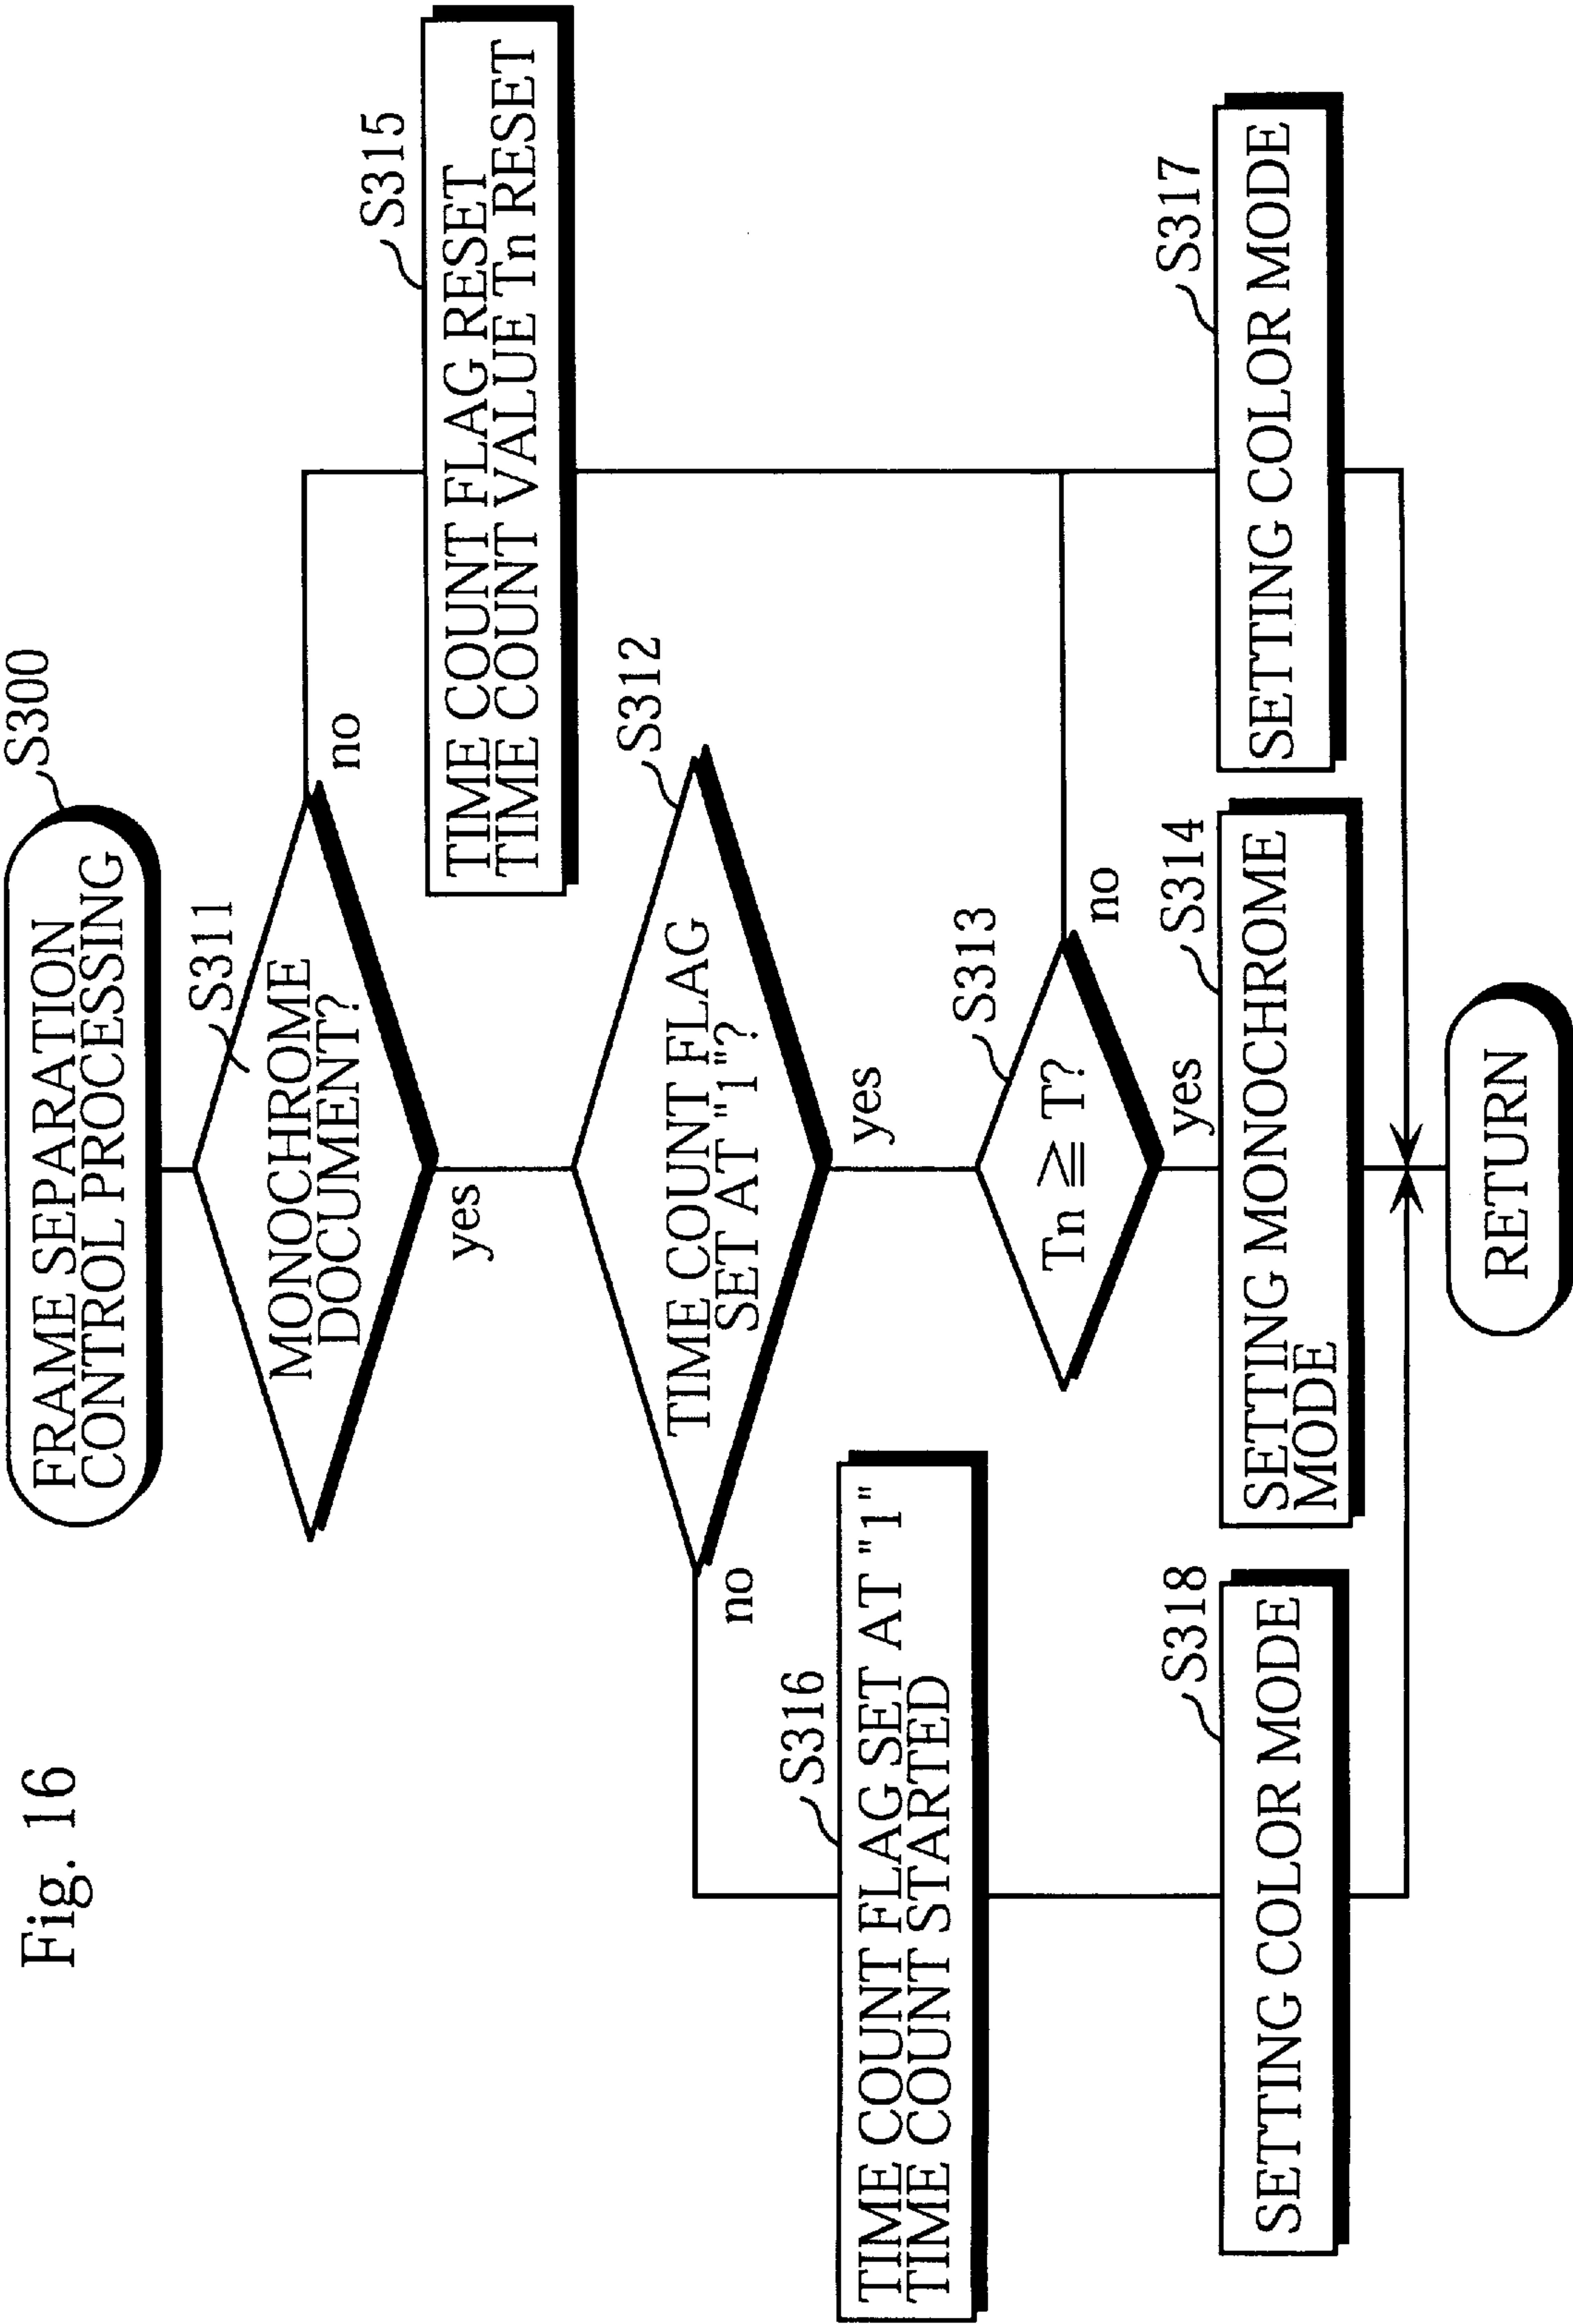 Fig. 16
FRAME SEPARATION
CONTROL PROCESSING
S300
S311
MONOCHROME
DOCUMENT?
no
yes
S315
TIME COUNT FLAG RESET
TIME COUNT VALUE Tn RESET
S312
TIME COUNT FLAG
SET AT "1"?
no
yes
S316
TIME COUNT FLAG SET AT "1"
TIME COUNT STARTED
S313
Tn ≧ T?
no
yes
S318
SETTING COLOR MODE
S314
SETTING MONOCHROME
MODE
S317
SETTING COLOR MODE
RETURN